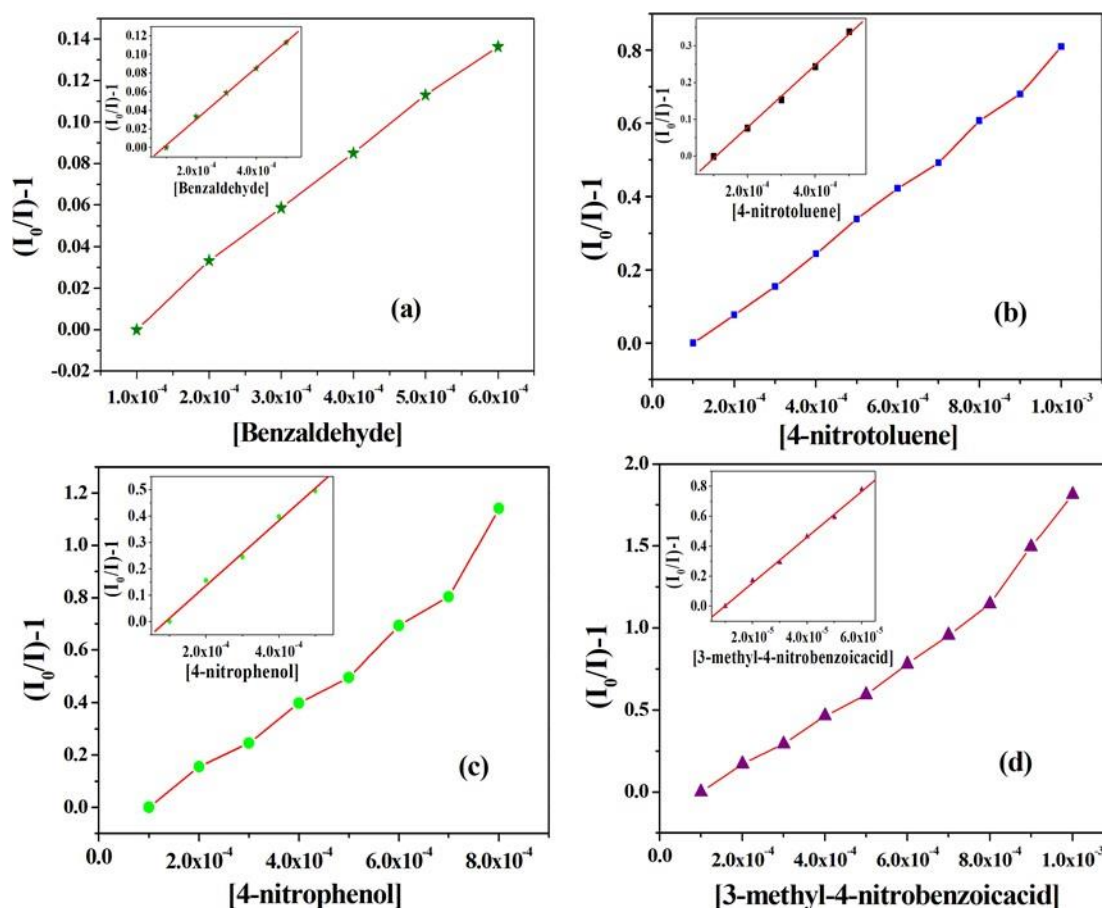 (a)
(I₀/I)-1
0.14
0.12
0.10
0.08
0.06
0.04
0.02
0.00
-0.02
1.0x10⁻⁴ 2.0x10⁻⁴ 3.0x10⁻⁴ 4.0x10⁻⁴ 5.0x10⁻⁴ 6.0x10⁻⁴
[Benzaldehyde]
(I₀/I)-1
0.12
0.10
0.08
0.06
0.04
0.02
0.00
2.0x10⁻⁴ 4.0x10⁻⁴
[Benzaldehyde]
(b)
(I₀/I)-1
0.8
0.6
0.4
0.2
0.0
0.0 2.0x10⁻⁴ 4.0x10⁻⁴ 6.0x10⁻⁴ 8.0x10⁻⁴ 1.0x10⁻³
[4-nitrotoluene]
(I₀/I)-1
0.3
0.2
0.1
0.0
2.0x10⁻⁴ 4.0x10⁻⁴
[4-nitrotoluene]
(c)
(I₀/I)-1
1.2
1.0
0.8
0.6
0.4
0.2
0.0
0.0 2.0x10⁻⁴ 4.0x10⁻⁴ 6.0x10⁻⁴ 8.0x10⁻⁴
[4-nitrophenol]
(I₀/I)-1
0.5
0.4
0.3
0.2
0.1
0.0
2.0x10⁻⁴ 4.0x10⁻⁴
[4-nitrophenol]
(d)
(I₀/I)-1
2.0
1.5
1.0
0.5
0.0
0.0 2.0x10⁻⁴ 4.0x10⁻⁴ 6.0x10⁻⁴ 8.0x10⁻⁴ 1.0x10⁻³
[3-methyl-4-nitrobenzoicacid]
(I₀/I)-1
0.8
0.6
0.4
0.2
0.0
2.0x10⁻⁵ 4.0x10⁻⁵ 6.0x10⁻⁵
[3-methyl-4-nitrobenzoicacid]